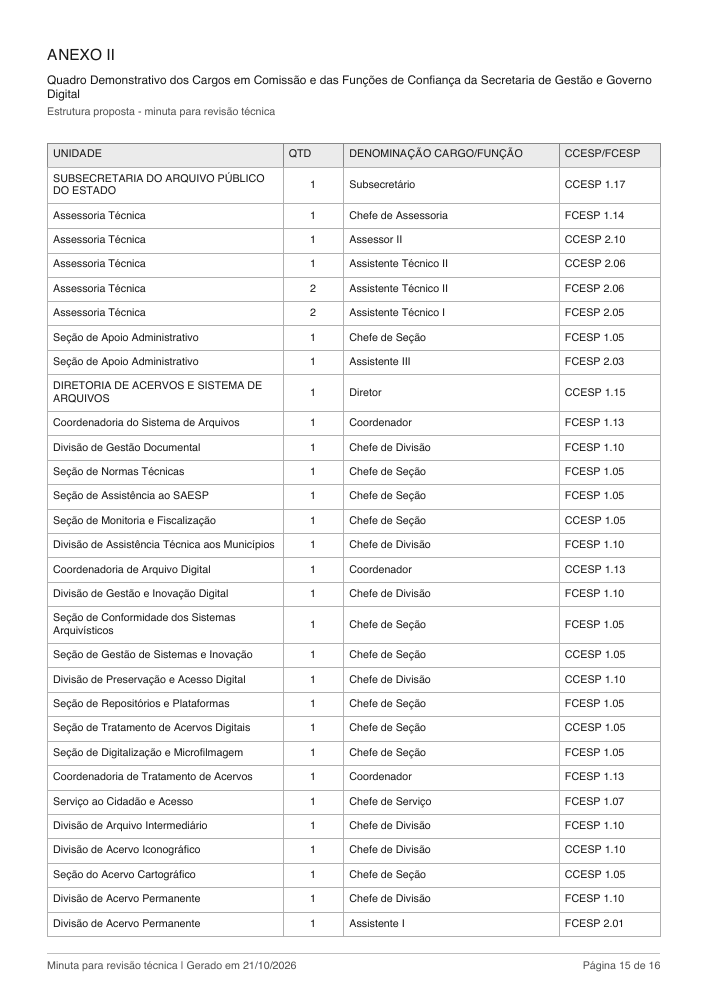 ANEXO II
Quadro Demonstrativo dos Cargos em Comissão e das Funções de Confiança da Secretaria de Gestão e Governo
Digital
Estrutura proposta - minuta para revisão técnica
UNIDADE QTD DENOMINAÇÃO CARGO/FUNÇÃO CCESP/FCESP
SUBSECRETARIA DO ARQUIVO PÚBLICO
DO ESTADO 1 Subsecretário CCESP 1.17
Assessoria Técnica 1 Chefe de Assessoria FCESP 1.14
Assessoria Técnica 1 Assessor II CCESP 2.10
Assessoria Técnica 1 Assistente Técnico II CCESP 2.06
Assessoria Técnica 2 Assistente Técnico II FCESP 2.06
Assessoria Técnica 2 Assistente Técnico I FCESP 2.05
Seção de Apoio Administrativo 1 Chefe de Seção FCESP 1.05
Seção de Apoio Administrativo 1 Assistente III FCESP 2.03
DIRETORIA DE ACERVOS E SISTEMA DE
ARQUIVOS 1 Diretor CCESP 1.15
Coordenadoria do Sistema de Arquivos 1 Coordenador FCESP 1.13
Divisão de Gestão Documental 1 Chefe de Divisão FCESP 1.10
Seção de Normas Técnicas 1 Chefe de Seção FCESP 1.05
Seção de Assistência ao SAESP 1 Chefe de Seção FCESP 1.05
Seção de Monitoria e Fiscalização 1 Chefe de Seção CCESP 1.05
Divisão de Assistência Técnica aos Municípios 1 Chefe de Divisão FCESP 1.10
Coordenadoria de Arquivo Digital 1 Coordenador CCESP 1.13
Divisão de Gestão e Inovação Digital 1 Chefe de Divisão FCESP 1.10
Seção de Conformidade dos Sistemas
Arquivísticos 1 Chefe de Seção FCESP 1.05
Seção de Gestão de Sistemas e Inovação 1 Chefe de Seção CCESP 1.05
Divisão de Preservação e Acesso Digital 1 Chefe de Divisão CCESP 1.10
Seção de Repositórios e Plataformas 1 Chefe de Seção FCESP 1.05
Seção de Tratamento de Acervos Digitais 1 Chefe de Seção CCESP 1.05
Seção de Digitalização e Microfilmagem 1 Chefe de Seção FCESP 1.05
Coordenadoria de Tratamento de Acervos 1 Coordenador FCESP 1.13
Serviço ao Cidadão e Acesso 1 Chefe de Serviço FCESP 1.07
Divisão de Arquivo Intermediário 1 Chefe de Divisão FCESP 1.10
Divisão de Acervo Iconográfico 1 Chefe de Divisão CCESP 1.10
Seção do Acervo Cartográfico 1 Chefe de Seção CCESP 1.05
Divisão de Acervo Permanente 1 Chefe de Divisão FCESP 1.10
Divisão de Acervo Permanente 1 Assistente I FCESP 2.01
Minuta para revisão técnica | Gerado em 21/10/2026 Página 15 de 16